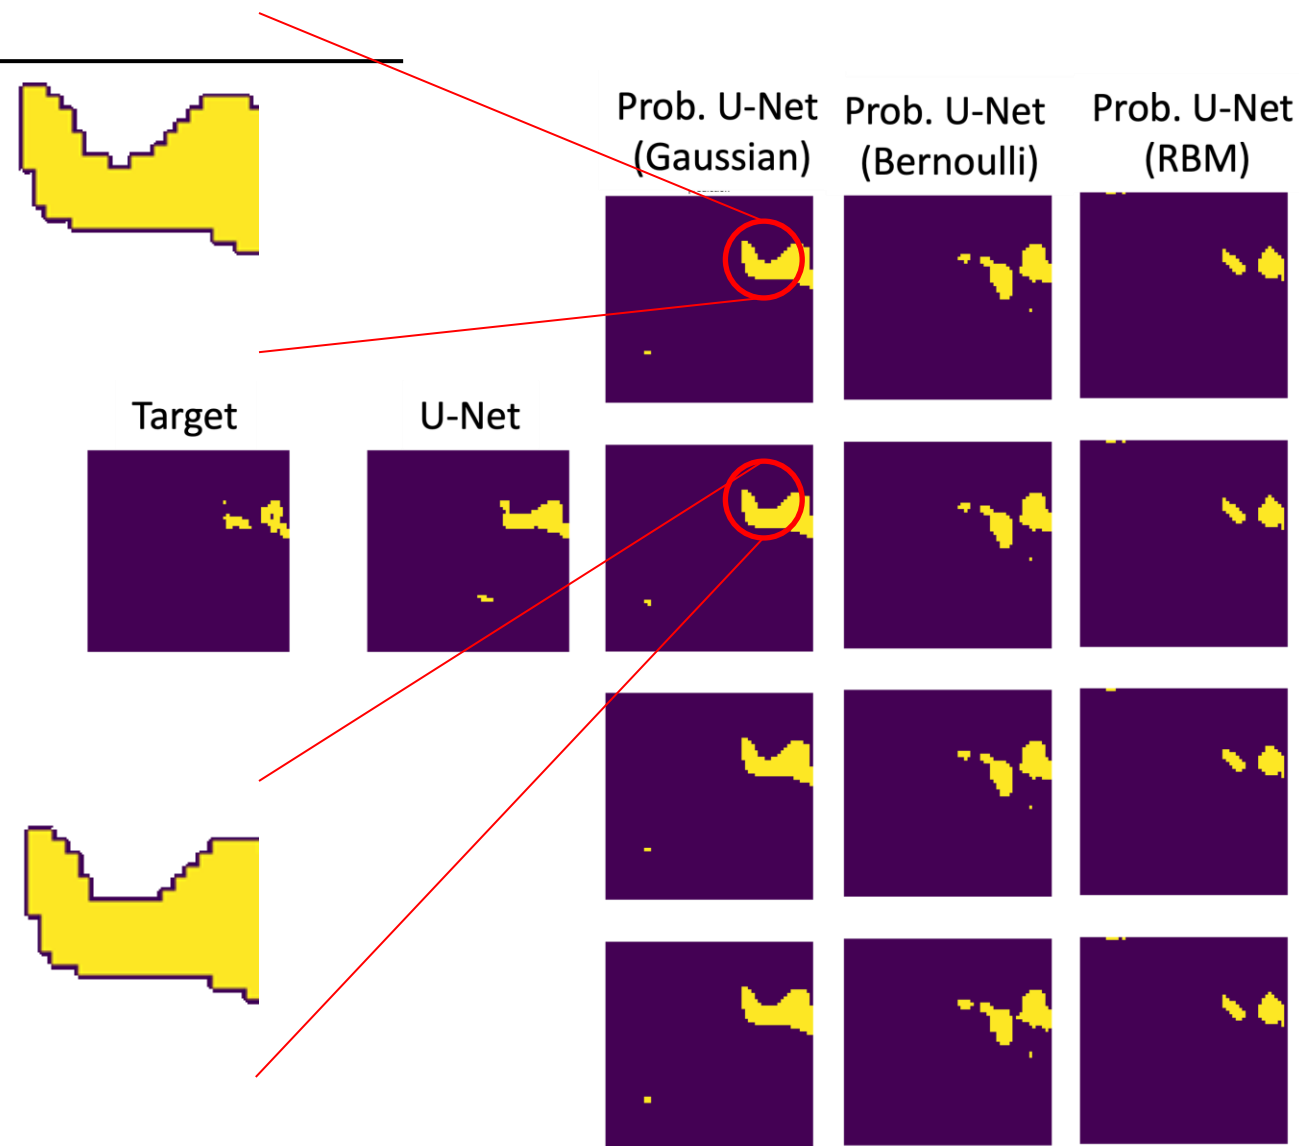 Prob. U-Net
(Gaussian)
Prob. U-Net
(Bernoulli)
Prob. U-Net
(RBM)
Target
U-Net